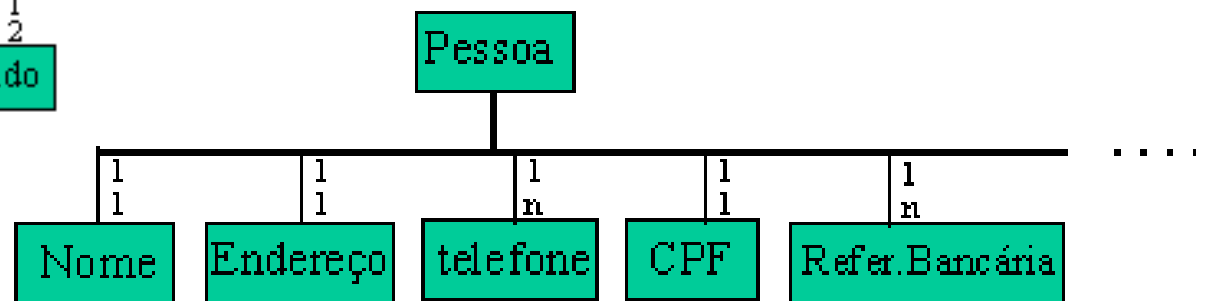 1
2
do
Pessoa
. . . .
1 1 1 1 1
1 1 n 1 n
Nome Endereço telefone CPF Refer.Bancária